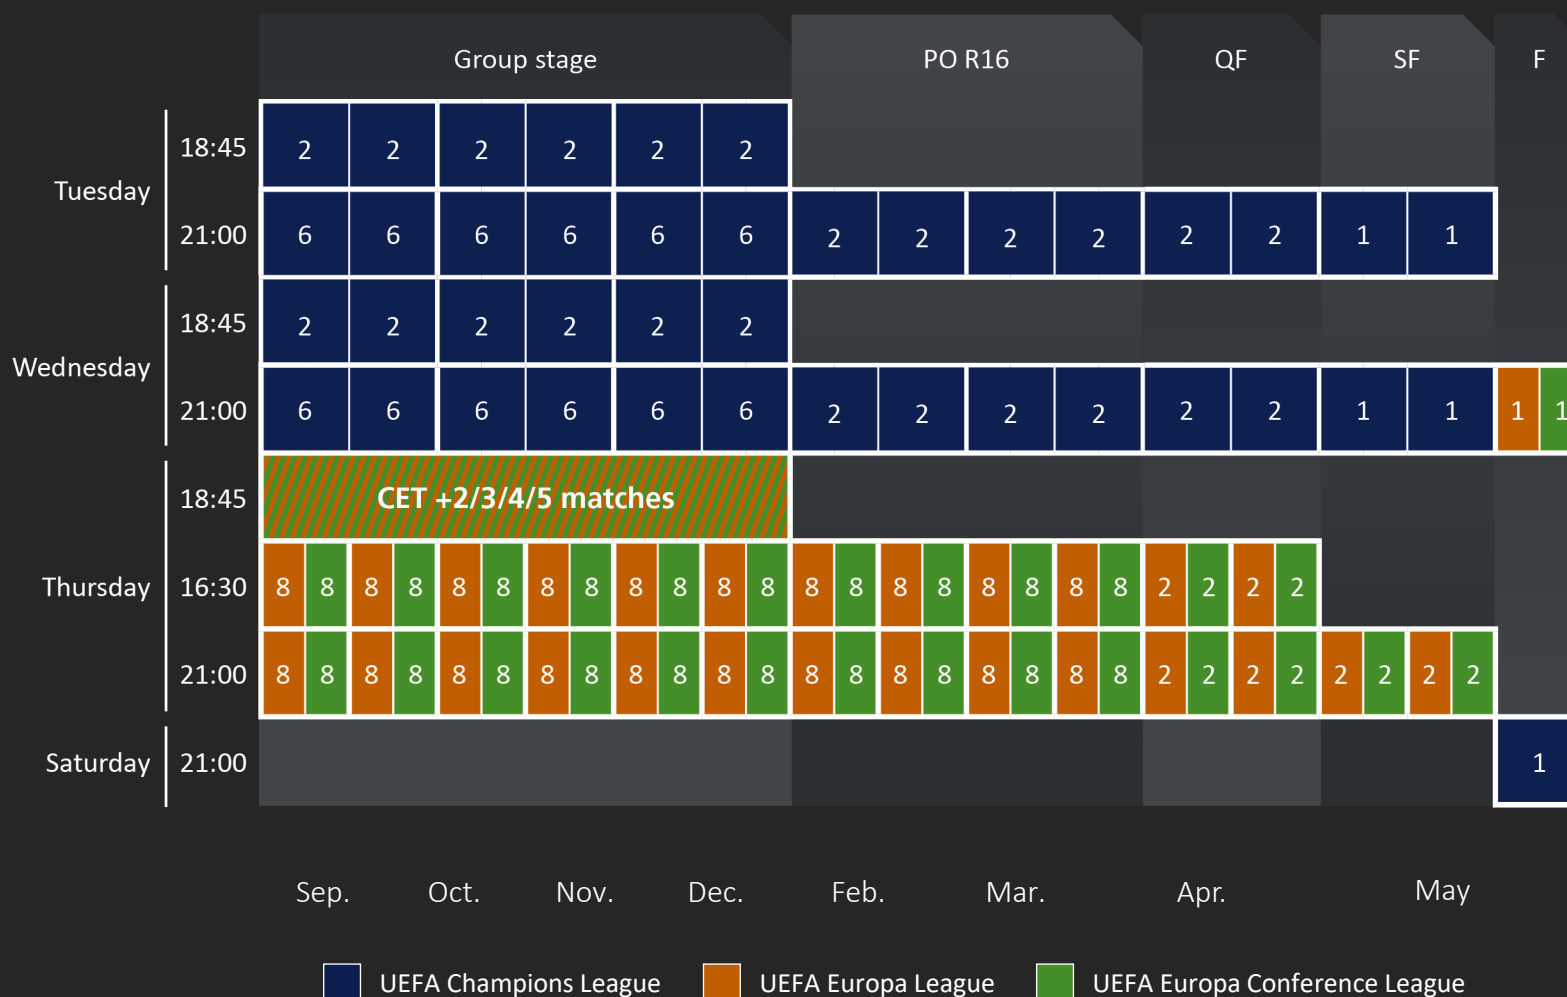 Group stage PO R16 QF SF F
Tuesday
18:45 2 2 2 2 2 2
21:00 6 6 6 6 6 6 2 2 2 2 2 2 1 1
Wednesday
18:45 2 2 2 2 2 2
21:00 6 6 6 6 6 6 2 2 2 2 2 2 1 1 1 1
Thursday
18:45 CET +2/3/4/5 matches
16:30 8 8 8 8 8 8 8 8 8 8 8 8 8 8 8 8 8 8 8 8 2 2 2 2
21:00 8 8 8 8 8 8 8 8 8 8 8 8 8 8 8 8 8 8 8 8 2 2 2 2 2 2 2 2
Saturday
21:00 1
Sep. Oct. Nov. Dec. Feb. Mar. Apr. May
UEFA Champions League UEFA Europa League UEFA Europa Conference League